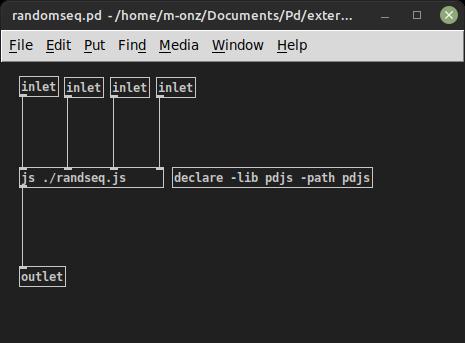 randomseq.pd - /home/m-onz/Documents/Pd/exter...
File Edit Put Find Media Window Help
inlet inlet inlet inlet
js ./randseq.js declare -lib pdjs -path pdjs
outlet